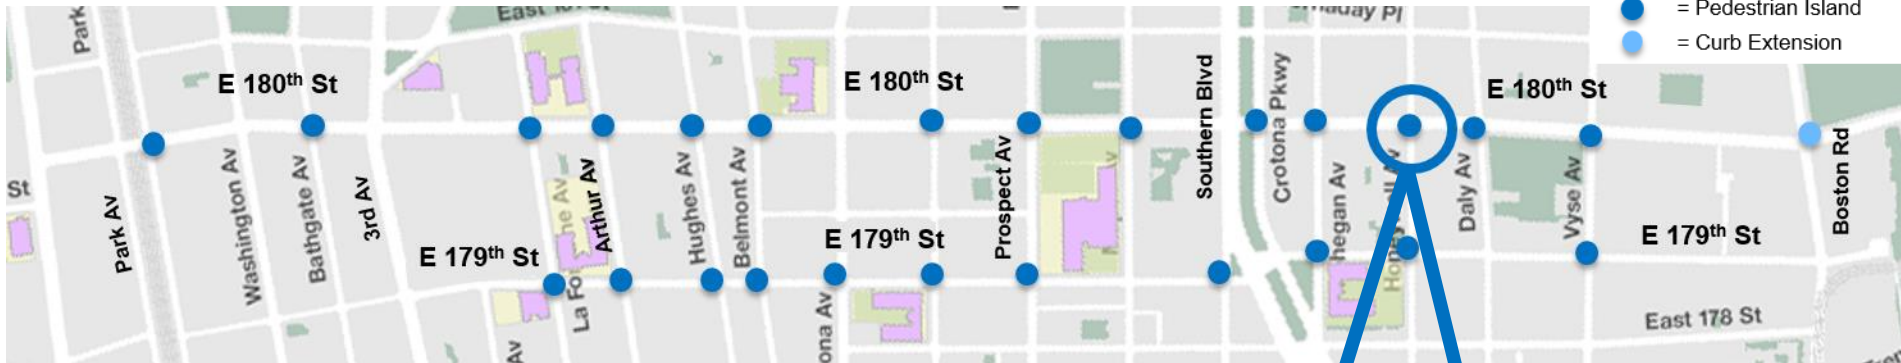 = Pedestrian Island
= Curb Extension
Park
E 180th St
E 180th St
E 180th St
St
Park Av
Washington Av
Bathgate Av
3rd Av
Arthur Av
Hughes Av
Belmont Av
Prospect Av
Southern Blvd
Crotona Pkwy
Daly Av
Vyse Av
Boston Rd
E 179th St
E 179th St
E 179th St
Av
East 178 St